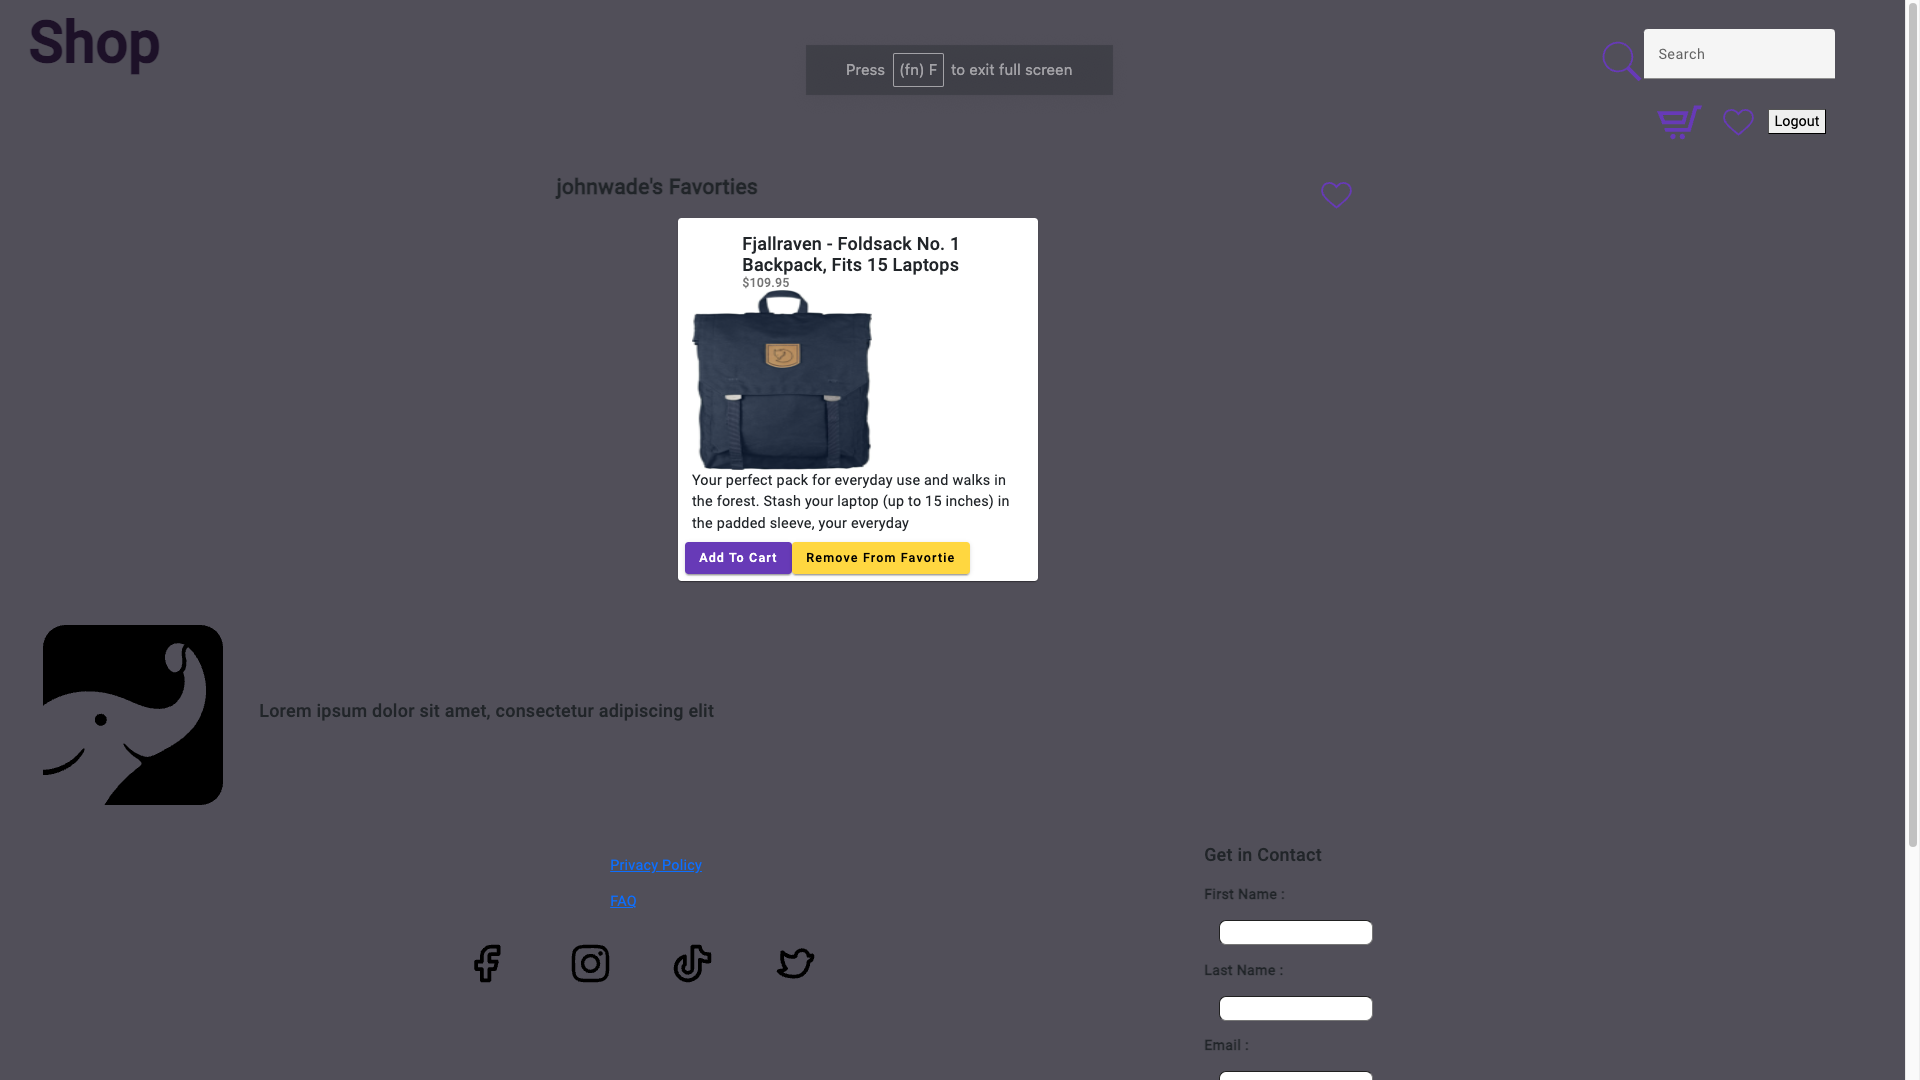 Shop
Press (fn) F to exit full screen
Search
Logout
johnwade's Favorties
Fjallraven - Foldsack No. 1
Backpack, Fits 15 Laptops
$109.95
Your perfect pack for everyday use and walks in
the forest. Stash your laptop (up to 15 inches) in
the padded sleeve, your everyday
Add To Cart
Remove From Favortie
Lorem ipsum dolor sit amet, consectetur adipiscing elit
Privacy Policy
FAQ
Get in Contact
First Name :
Last Name :
Email :